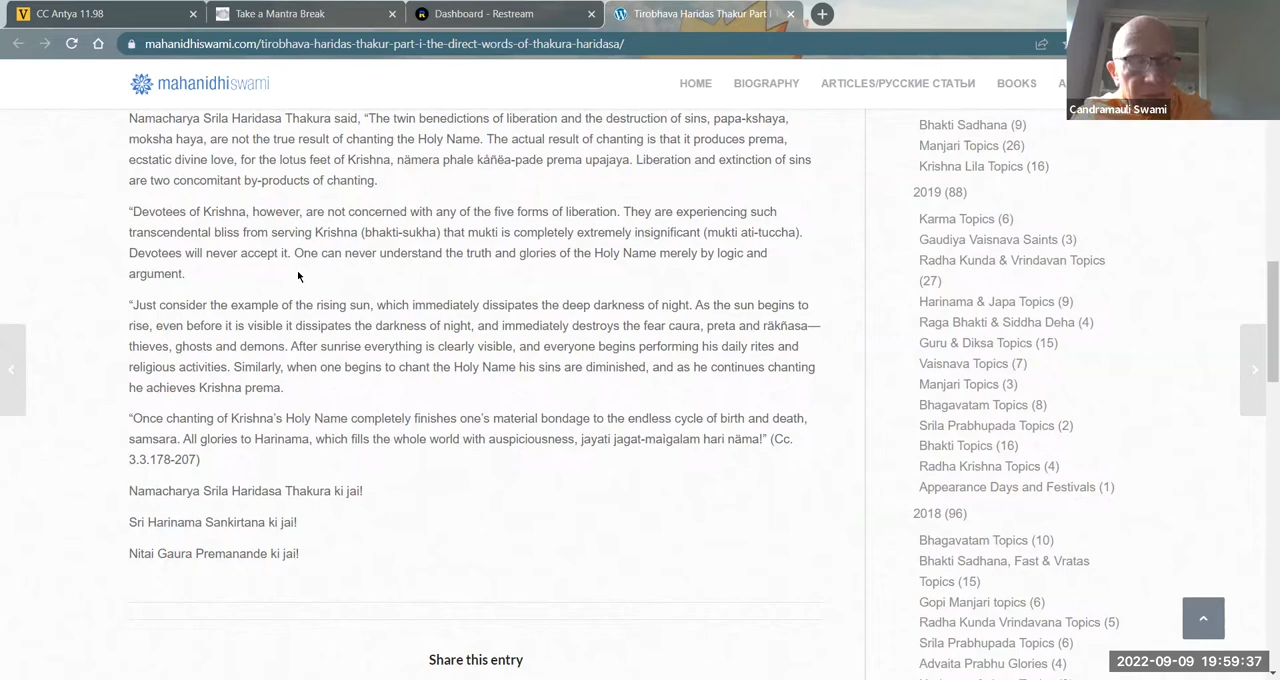 CC Antya 11.98
Take a Mantra Break
Dashboard - Restream
Tirobhava Haridas Thakur Part I
mahanidhiswami.com/tirobhava-haridas-thakur-part-i-the-direct-words-of-thakura-haridasa/
Candramauli Swami
mahanidhiswami
HOME
BIOGRAPHY
ARTICLES/РУССКИЕ СТАТЬИ
BOOKS
Namacharya Srila Haridasa Thakura said, “The two predictions of liberation and the destruction of sins, papa-kshaya,
moksha haya, are not the true result of chanting the Holy Name. The actual result of chanting is that it produces prema,
ecstatic divine love, for the lotus feet of Krishna, nämera phale kåñëa-pade prema upajaya. Liberation and extinction of sins
are two concomitant by-products of chanting.
“Devotees of Krishna, however, are not concerned with any of the five forms of liberation. They are experiencing such
transcendental bliss from serving Krishna (bhakti-sukha) that mukti is completely extremely insignificant (mukti ati-tuccha).
Devotees will never accept it. One can never understand the truth and glories of the Holy Name merely by logic and
argument.
“Just consider the example of the rising sun, which immediately dissipates the deep darkness of night. As the sun begins to
rise, even before it is visible it dissipates the darkness of night, and immediately destroys the fear caura, preta and räkñasa—
thieves, ghosts and demons. After sunrise everything is clearly visible, and everyone begins performing his daily rites and
religious activities. Similarly, when one begins to chant the Holy Name his sins are diminished, and as he continues chanting
he achieves Krishna prema.
“Once chanting of Krishna’s Holy Name completely finishes one’s material bondage to the endless cycle of birth and death,
samsara. All glories to Harinama, which fills the whole world with auspiciousness, jayati jagat-maìgalam hari näma!” (Cc.
3.3.178-207)
Namacharya Srila Haridasa Thakura ki jai!
Sri Harinama Sankirtana ki jai!
Nitai Gaura Premanande ki jai!
Share this entry
Bhakti Sadhana (9)
Manjari Topics (26)
Krishna Lila Topics (16)
2019 (88)
Karma Topics (6)
Gaudiya Vaisnava Saints (3)
Radha Kunda & Vrindavan Topics
(27)
Harinama & Japa Topics (9)
Raga Bhakti & Siddha Deha (4)
Guru & Diksa Topics (15)
Vaisnava Topics (7)
Manjari Topics (3)
Bhagavatam Topics (8)
Srila Prabhupada Topics (2)
Bhakti Topics (16)
Radha Krishna Topics (4)
Appearance Days and Festivals (1)
2018 (96)
Bhagavatam Topics (10)
Bhakti Sadhana, Fast & Vratas
Topics (15)
Gopi Manjari topics (6)
Radha Kunda Vrindavana Topics (5)
Srila Prabhupada Topics (6)
Advaita Prabhu Glories (4)
2022-09-09 19:59:37